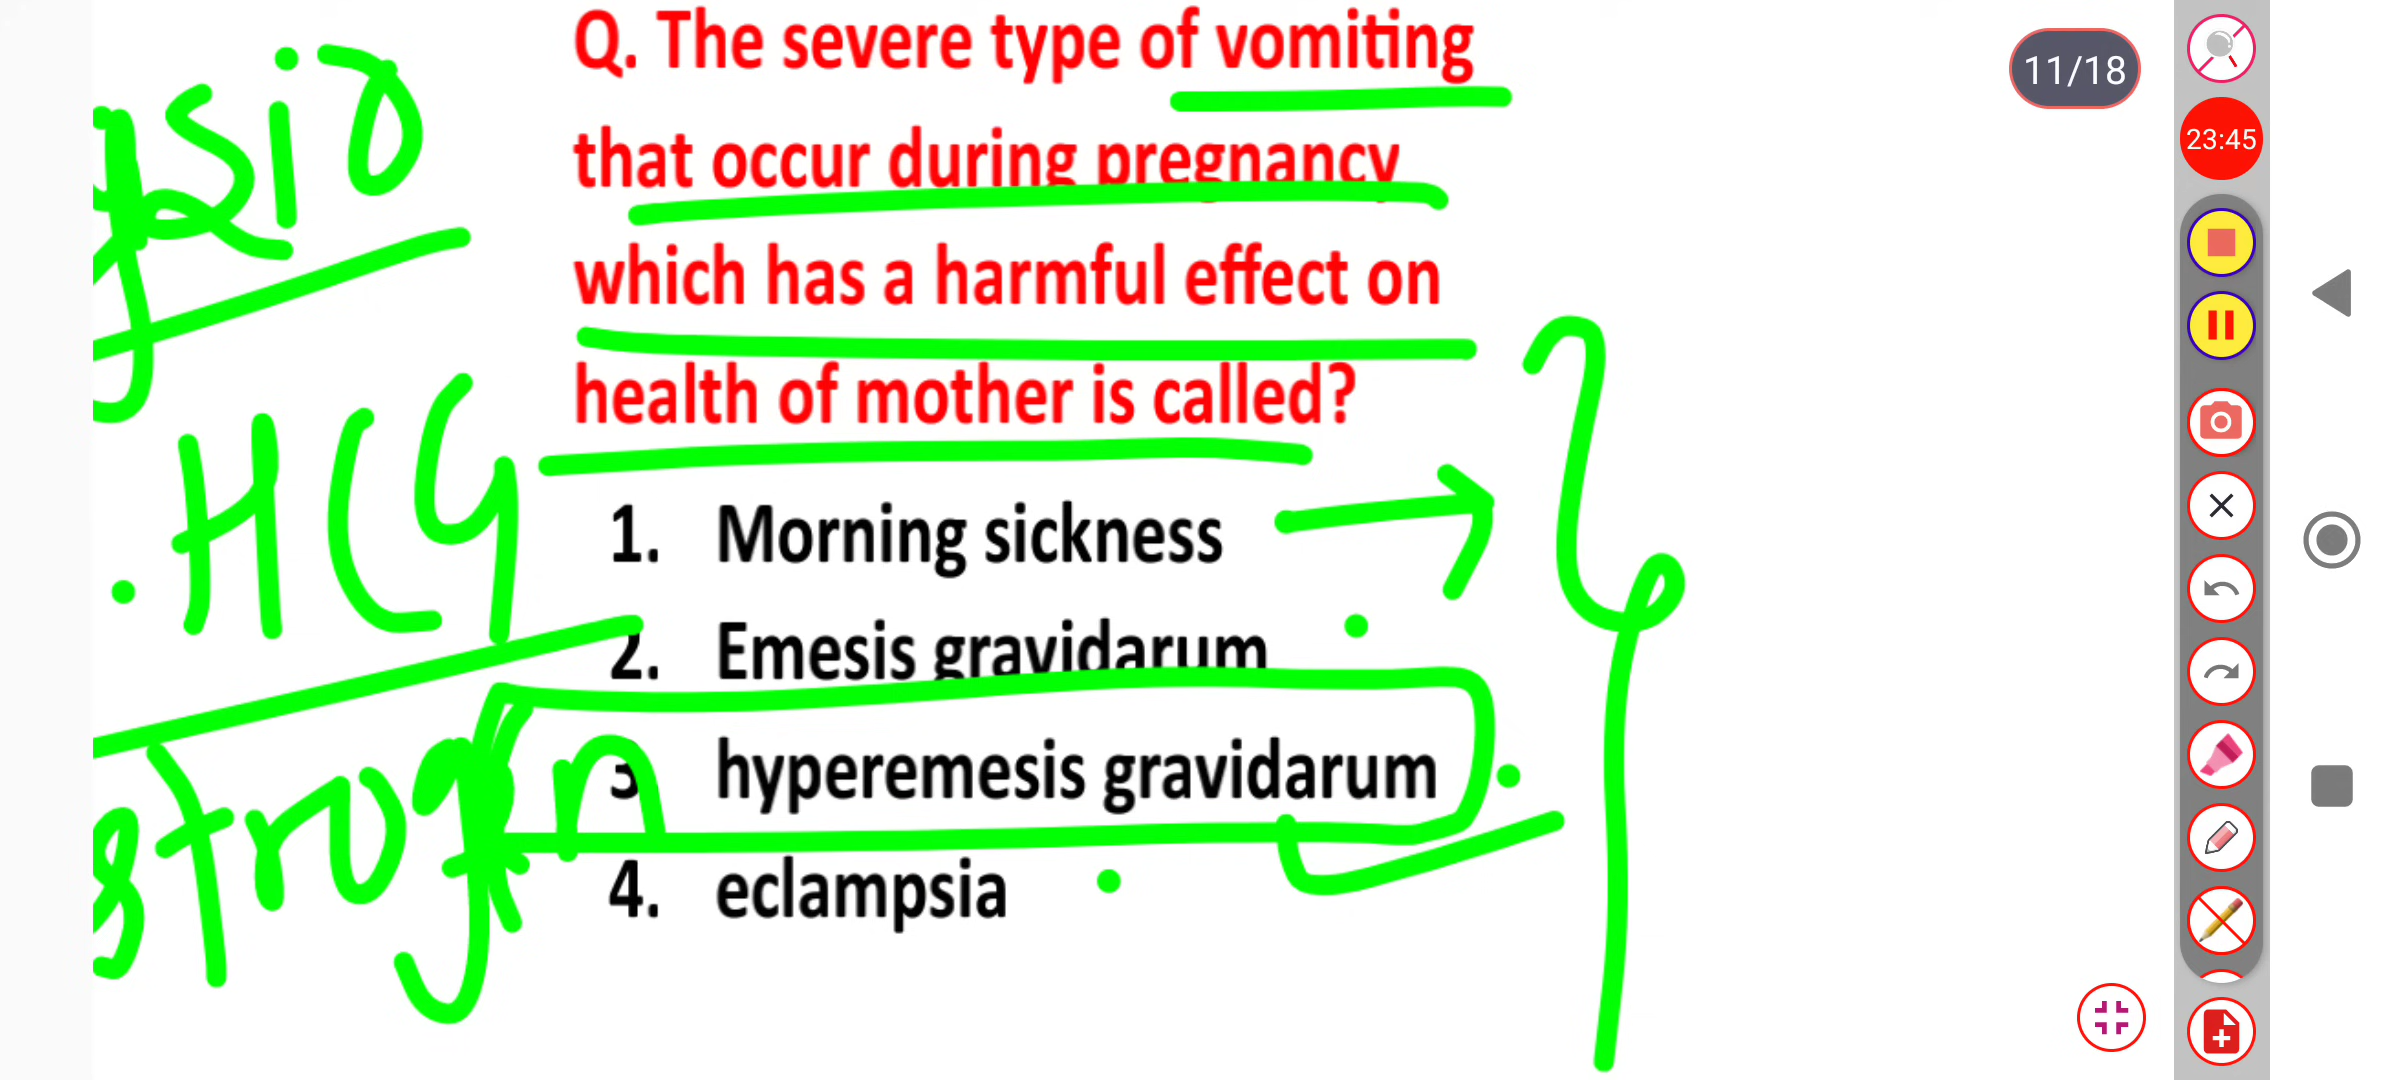 Q. The severe type of vomiting
that occur during pregnancy
which has a harmful effect on
health of mother is called?
1. Morning sickness
2. Emesis gravidarum
3 hyperemesis gravidarum
4. eclampsia
HCG
11/18
23:45